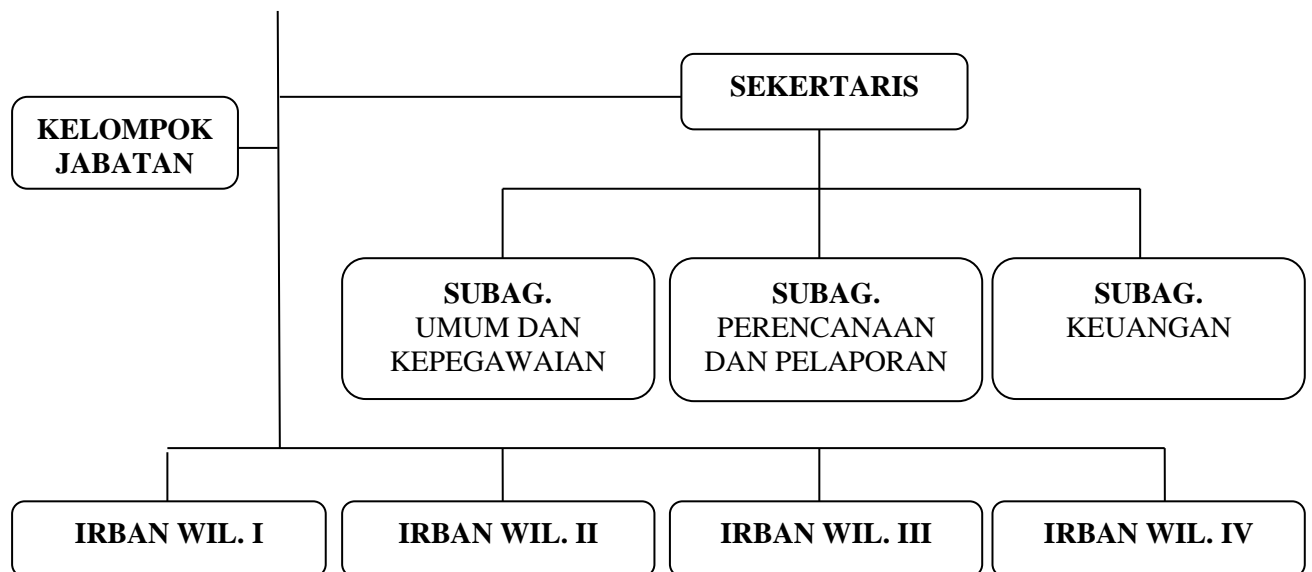 SEKERTARIS
KELOMPOK
JABATAN
SUBAG.
UMUM DAN
KEPEGAWAIAN
SUBAG.
PERENCANAAN
DAN PELAPORAN
SUBAG.
KEUANGAN
IRBAN WIL. I
IRBAN WIL. II
IRBAN WIL. III
IRBAN WIL. IV